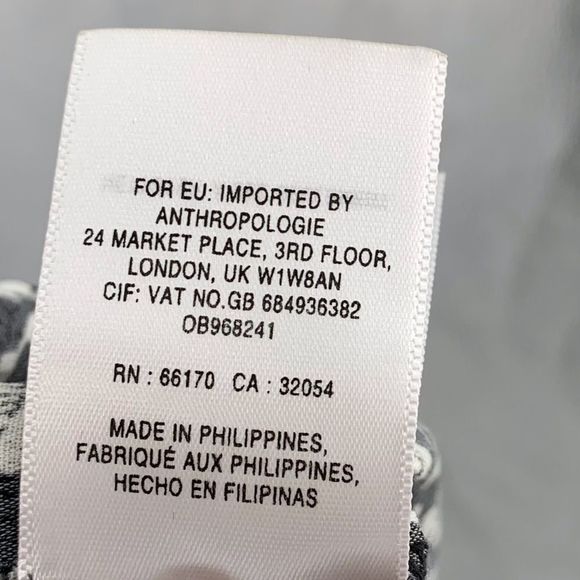 FOR EU: IMPORTED BY
ANTHROPOLOGIE
24 MARKET PLACE, 3RD FLOOR,
LONDON, UK W1W8AN
CIF: VAT NO.GB 684936382
OB968241
RN : 66170 CA : 32054
MADE IN PHILIPPINES,
FABRIQUÉ AUX PHILIPPINES,
HECHO EN FILIPINAS